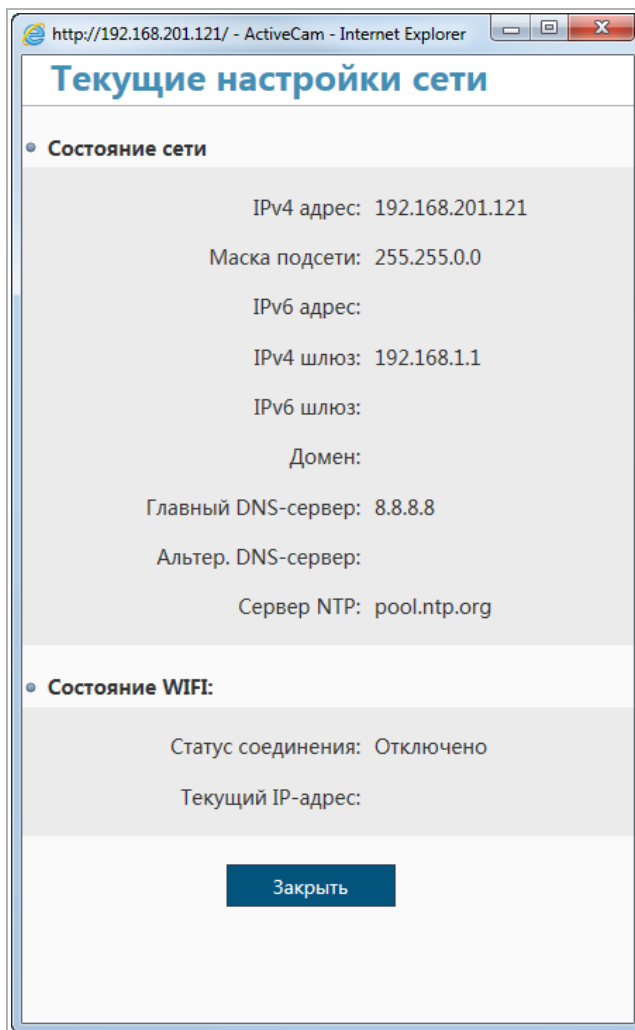 http://192.168.201.121/ - ActiveCam - Internet Explorer
Текущие настройки сети
Состояние сети
IPv4 адрес: 192.168.201.121
Маска подсети: 255.255.0.0
IPv6 адрес:
IPv4 шлюз: 192.168.1.1
IPv6 шлюз:
Домен:
Главный DNS-сервер: 8.8.8.8
Альтер. DNS-сервер:
Сервер NTP: pool.ntp.org
Состояние WIFI:
Статус соединения: Отключено
Текущий IP-адрес:
Закрыть